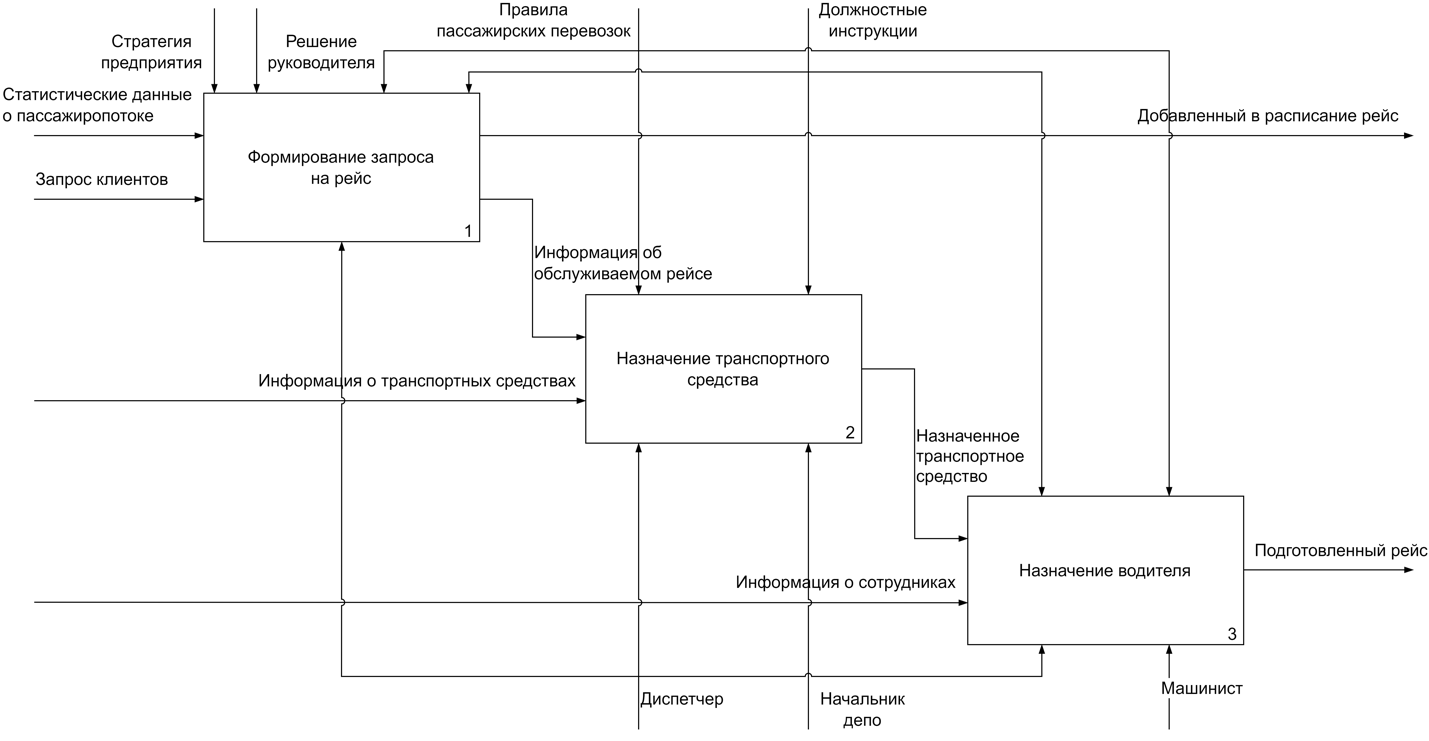 Правила
пассажирских перевозок
Должностные
инструкции
Стратегия
предприятия
Решение
руководителя
Статистические данные
о пассажиропотоке
Добавленный в расписание рейс
Формирование запроса
на рейс
Запрос клиентов
1
Информация об
обслуживаемом рейсе
Назначение транспортного
средства
Информация о транспортных средствах
2
Назначенное
транспортное
средство
Подготовленный рейс
Назначение водителя
Информация о сотрудниках
3
Машинист
Диспетчер
Начальник
депо